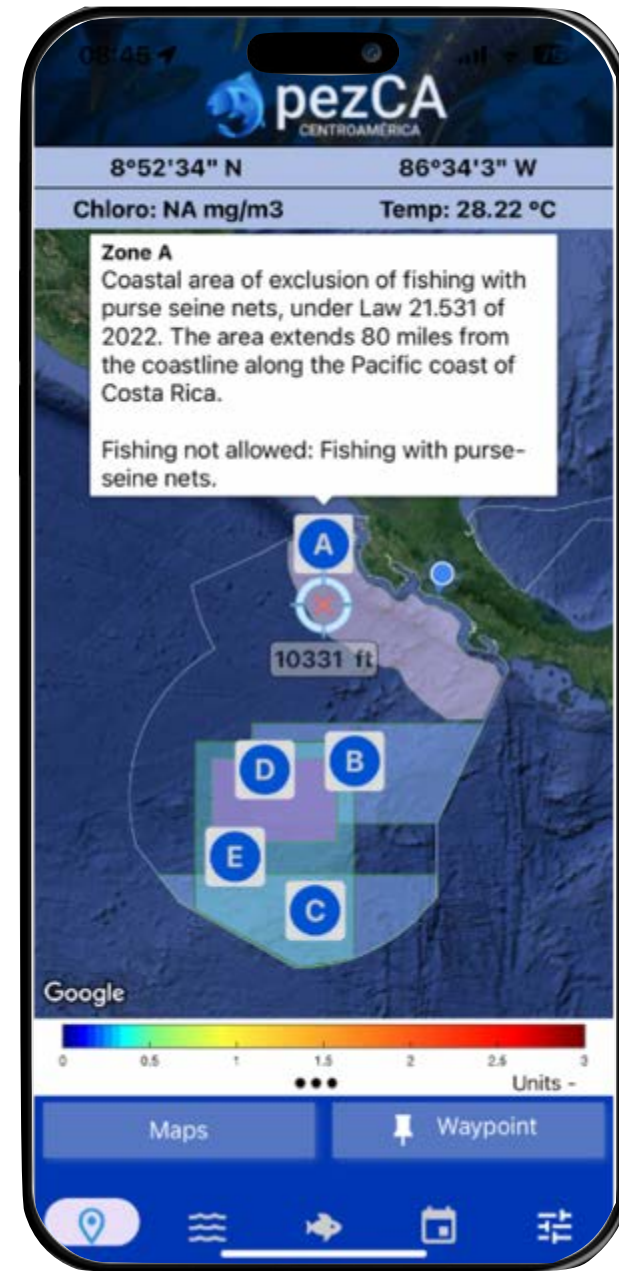 08:45
pezCA
CENTROAMÉRICA
8°52'34" N 86°34'3" W
Chloro: NA mg/m3 Temp: 28.22 ºC
Zone A
Coastal area of exclusion of fishing with
purse seine nets, under Law 21.531 of
2022. The area extends 80 miles from
the coastline along the Pacific coast of
Costa Rica.
Fishing not allowed: Fishing with purse-
seine nets.
A
10331 ft
D B
E
C
Google
0 0.5 1 1.5 2 2.5 3
Units -
Maps Waypoint